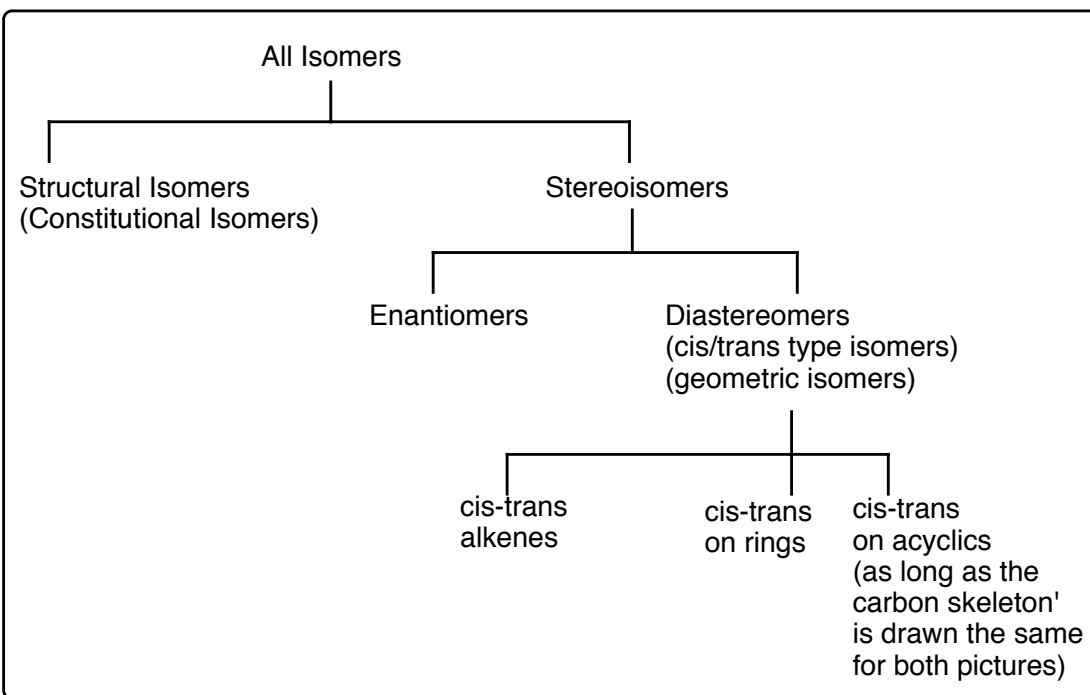 All Isomers
Structural Isomers
(Constitutional Isomers)
Stereoisomers
Enantiomers
Diastereomers
(cis/trans type isomers)
(geometric isomers)
cis-trans
alkenes
cis-trans
on rings
cis-trans
on acyclics
(as long as the
carbon skeleton'
is drawn the same
for both pictures)